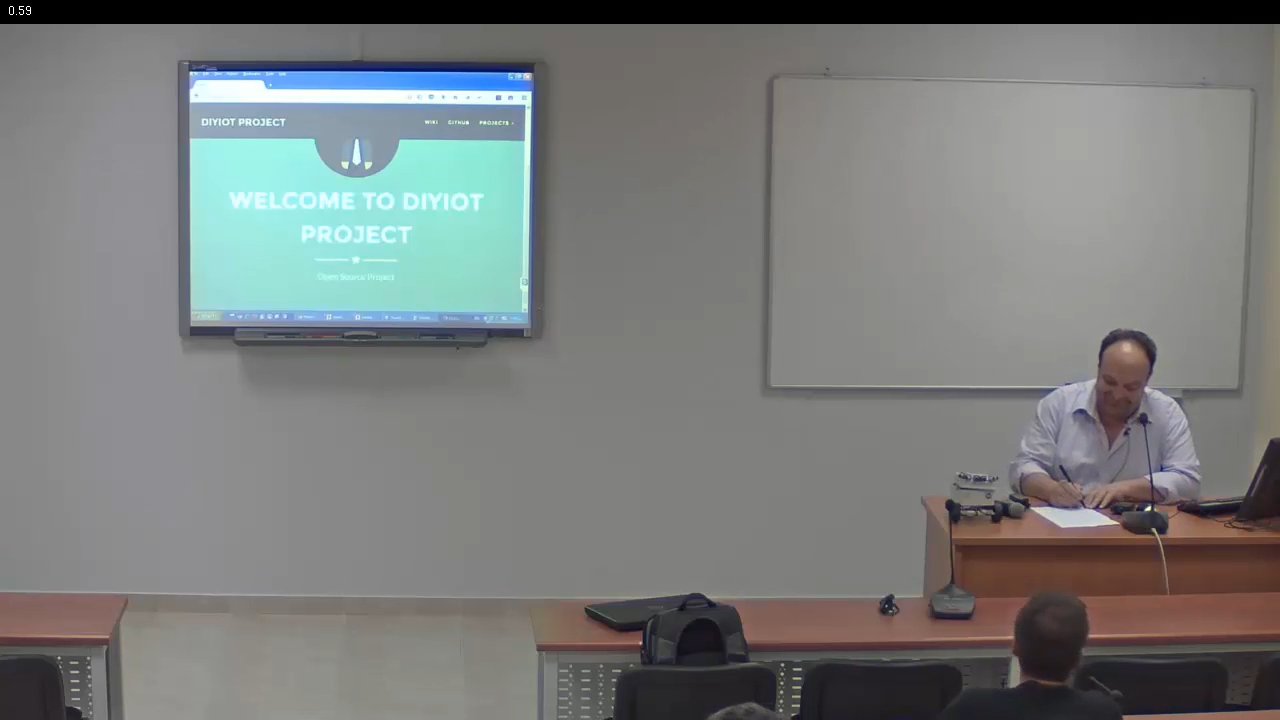 0.59
DIYIOT PROJECT
WIKI GITHUB PROJECTS
WELCOME TO DIYIOT
PROJECT
Open Source Project